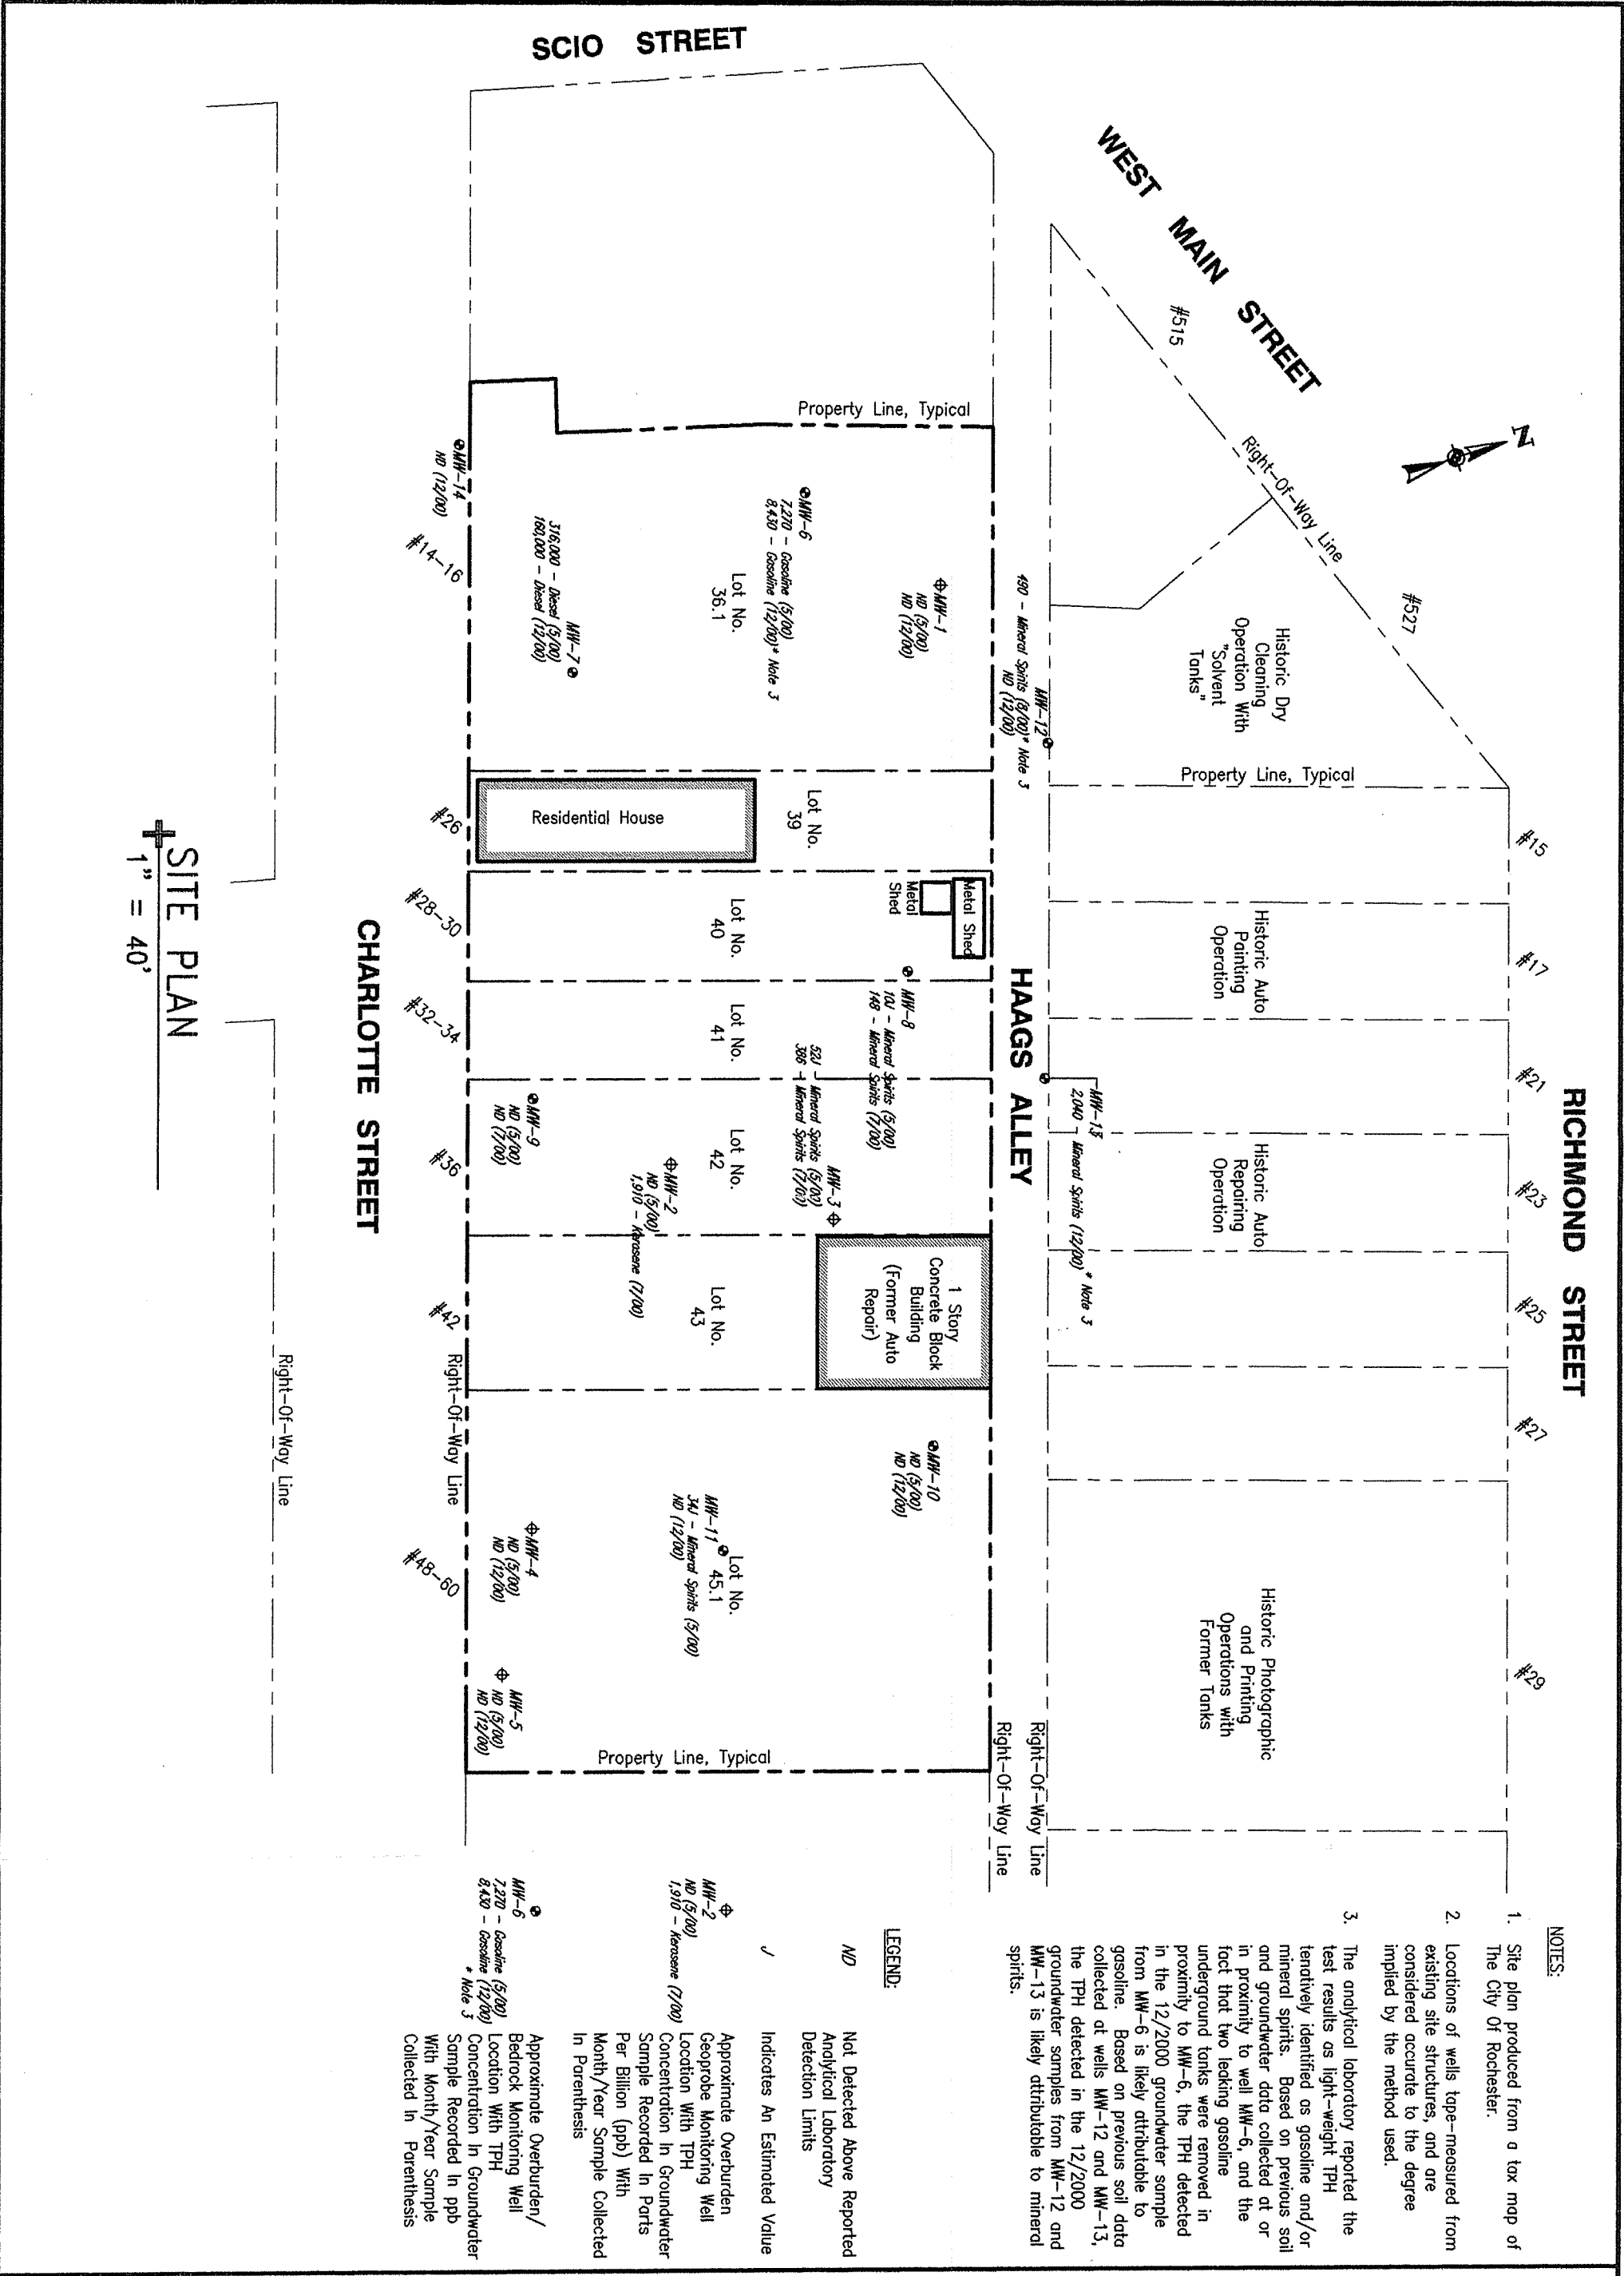 SCIO STREET
WEST MAIN STREET
#515
#527
Right-Of-Way Line
N
Historic Dry
Cleaning
Operation With
"Solvent
Tanks"
Property Line, Typical
RICHMOND STREET
#15
#17
#21
#23
#25
#27
#29
Historic Auto
Painting
Operation
Historic Auto
Repairing
Operation
Historic Photographic
and Printing
Operations with
Former Tanks
MW-12
490 - Mineral Spirits (8/00)* Note 3
ND (12/00)
MW-13
2,040 - Mineral Spirits (12/00)* Note 3
HAAGS ALLEY
Right-Of-Way Line
Right-Of-Way Line
Property Line, Typical
MW-1
ND (5/00)
ND (12/00)
MW-6
7,270 - Gasoline (5/00)
8,430 - Gasoline (12/00)* Note 3
Lot No.
36.1
MW-7
316,000 - Diesel (5/00)
160,000 - Diesel (12/00)
MW-14
ND (12/00)
Lot No.
39
Residential House
Metal Shed
Metal
Shed
Lot No.
40
MW-8
10J - Mineral Spirits (5/00)
148 - Mineral Spirits (7/00)
Lot No.
41
MW-3
52J - Mineral Spirits (5/00)
386 - Mineral Spirits (7/00)
Lot No.
42
MW-2
ND (5/00)
1,910 - Kerosene (7/00)
MW-9
ND (5/00)
ND (7/00)
1 Story
Concrete Block
Building
(Former Auto
Repair)
Lot No.
43
MW-10
ND (5/00)
ND (12/00)
Lot No.
45.1
MW-11
34J - Mineral Spirits (5/00)
ND (12/00)
MW-4
ND (5/00)
ND (12/00)
MW-5
ND (5/00)
ND (12/00)
Property Line, Typical
#14-16
#26
#28-30
#32-34
#36
#42
#48-60
Right-Of-Way Line
CHARLOTTE STREET
Right-Of-Way Line
SITE PLAN
1" = 40'
NOTES:
1. Site plan produced from a tax map of
The City Of Rochester.
2. Locations of wells tape-measured from
existing site structures, and are
considered accurate to the degree
implied by the method used.
3. The analytical laboratory reported the
test results as light-weight TPH
tenatively identified as gasoline and/or
mineral spirits. Based on previous soil
and groundwater data collected at or
in proximity to well MW-6, and the
fact that two leaking gasoline
underground tanks were removed in
proximity to MW-6, the TPH detected
in the 12/2000 groundwater sample
from MW-6 is likely attributable to
gasoline. Based on previous soil data
collected at wells MW-12 and MW-13,
the TPH detected in the 12/2000
groundwater samples from MW-12 and
MW-13 is likely attributable to mineral
spirits.
LEGEND:
ND Not Detected Above Reported
Analytical Laboratory
Detection Limits
J Indicates An Estimated Value
MW-2
ND (5/00)
1,910 - Kerosene (7/00)
Approximate Overburden
Geoprobe Monitoring Well
Location With TPH
Concentration In Groundwater
Sample Recorded In Parts
Per Billion (ppb) With
Month/Year Sample Collected
In Parenthesis
MW-6
7,270 - Gasoline (5/00)
8,430 - Gasoline (12/00)
* Note 3
Approximate Overburden/
Bedrock Monitoring Well
Location With TPH
Concentration In Groundwater
Sample Recorded In ppb
With Month/Year Sample
Collected In Parenthesis